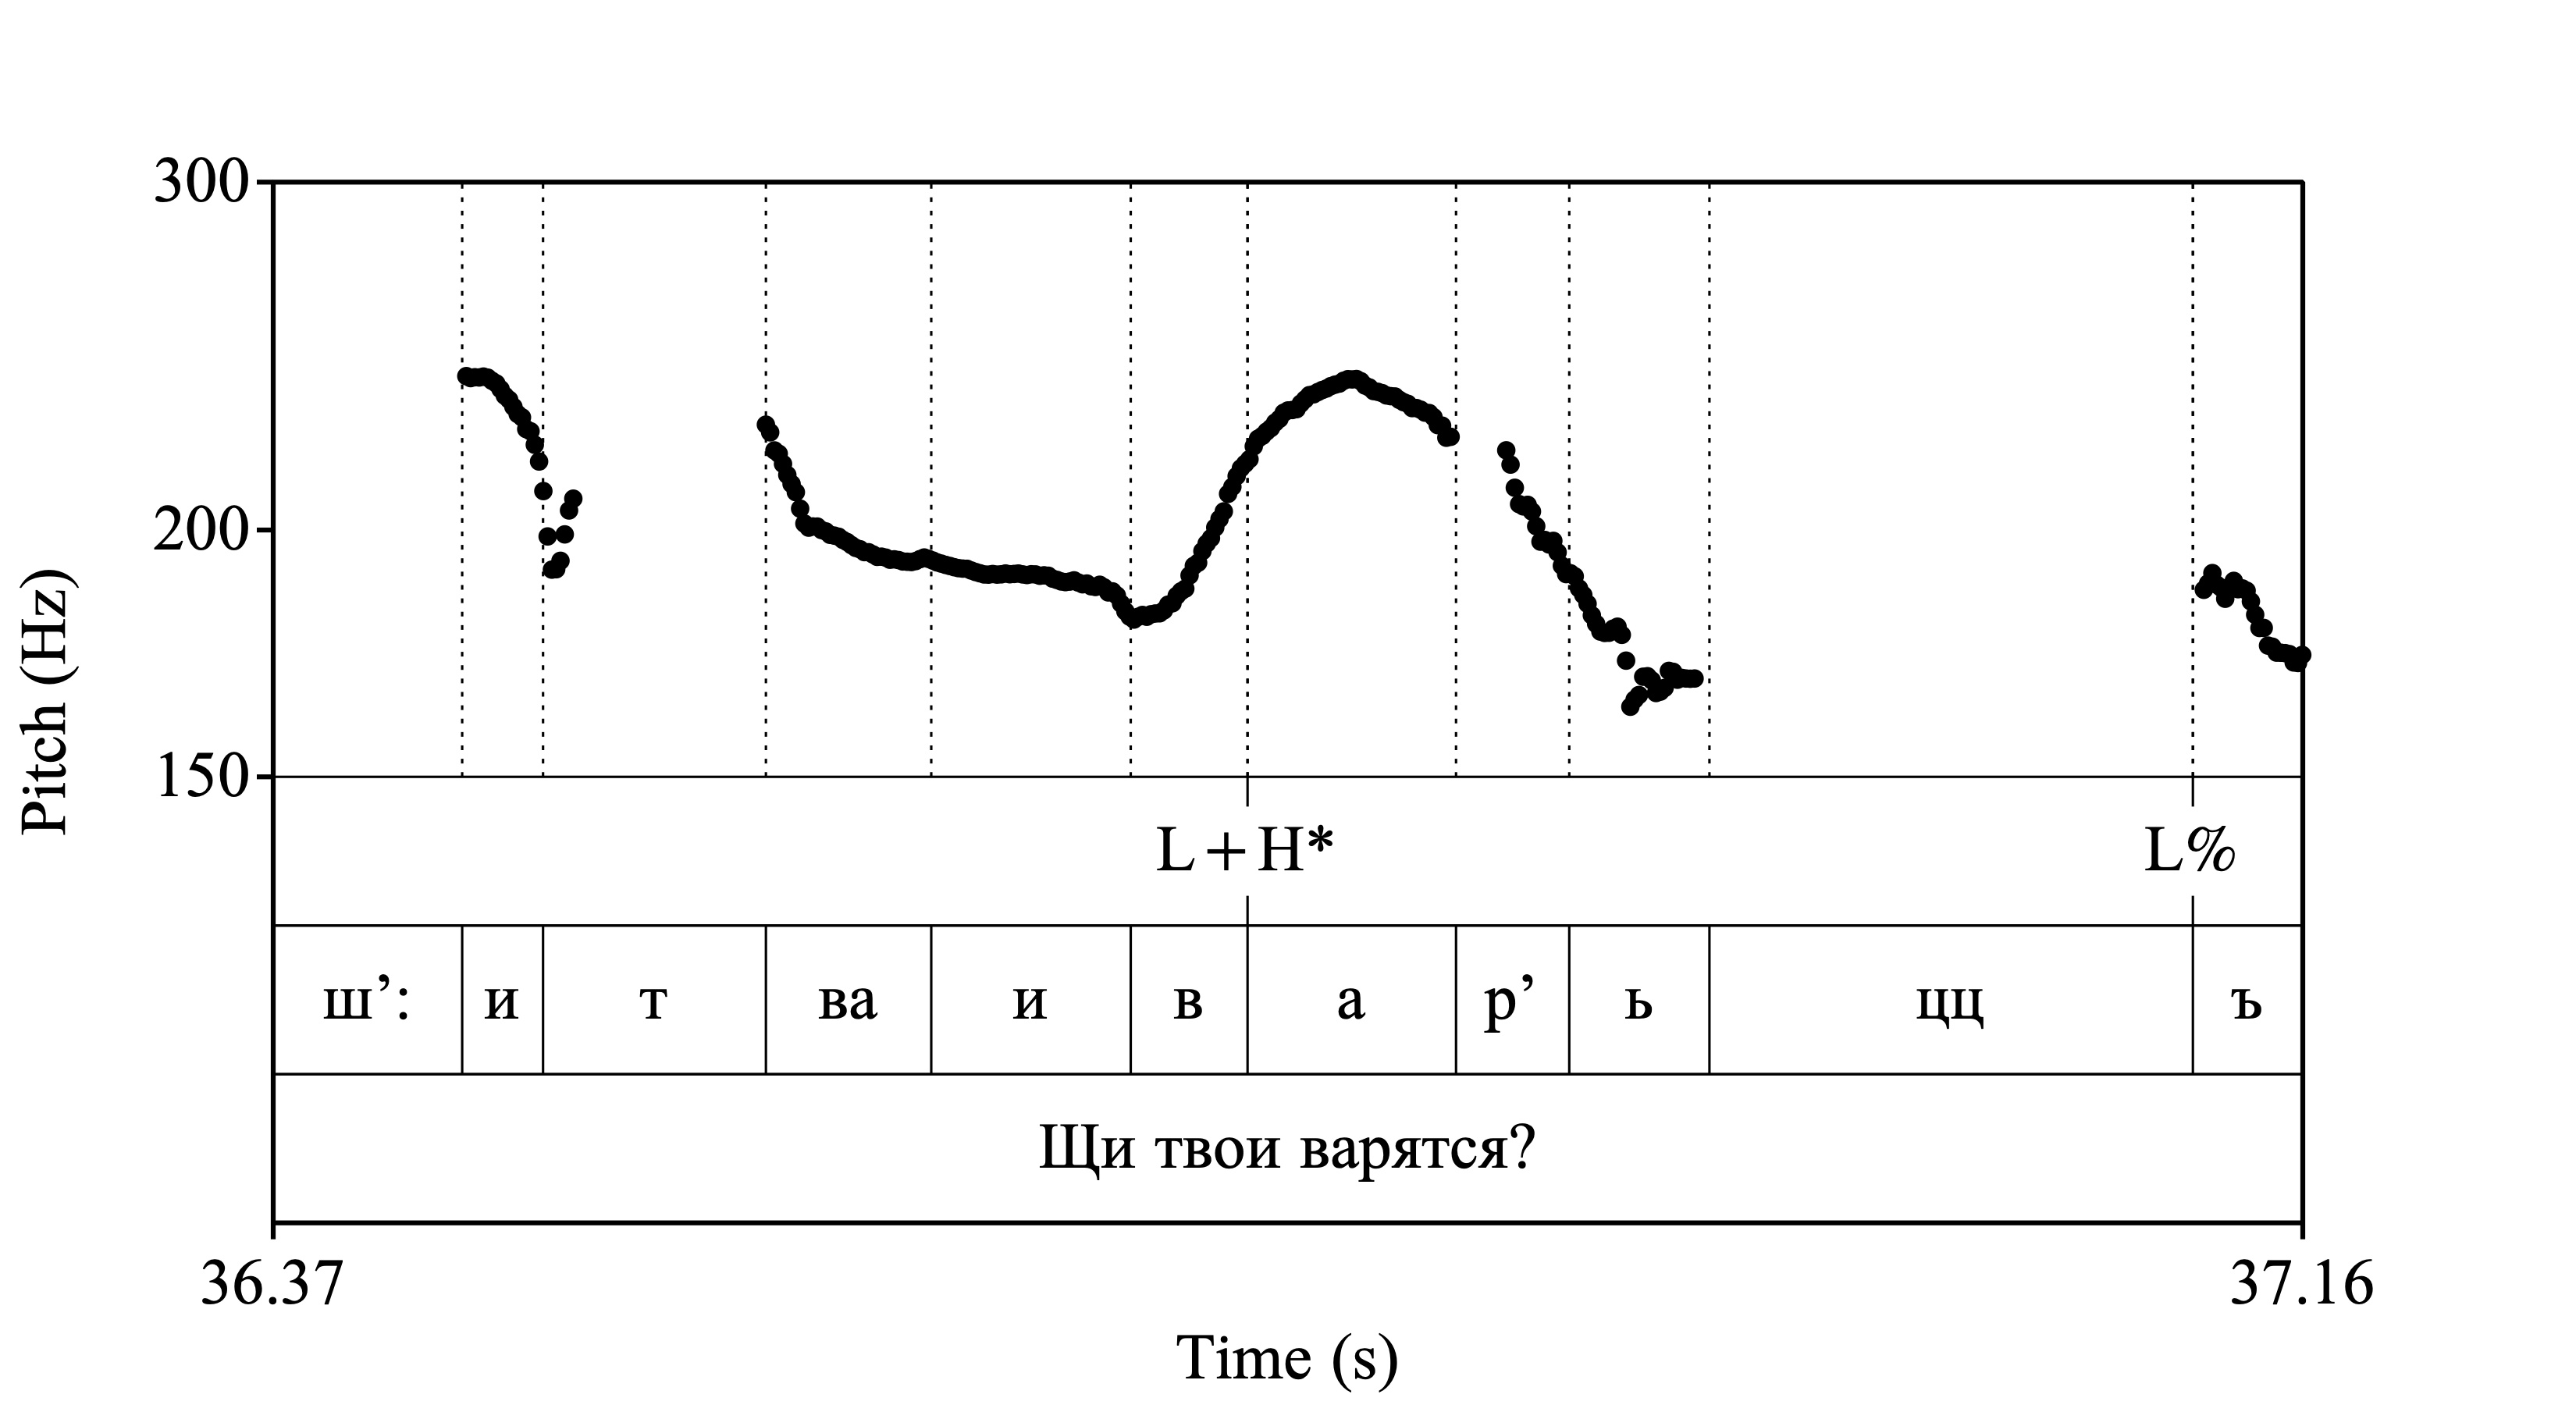 300
200
150
Pitch (Hz)
L+H* L%
ш’: и т ва и в а р’ ь цц ъ
Щи твои варятся?
36.37 37.16
Time (s)